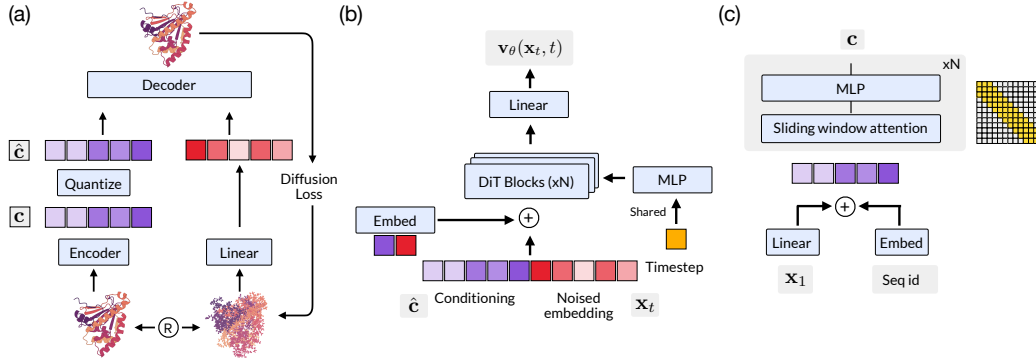 (a)
Decoder
ĉ
Quantize
Diffusion
Loss
c
Encoder
Linear
R
(b)
v_θ(x_t, t)
Linear
DiT Blocks (xN)
MLP
Shared
Embed
+
Timestep
ĉ
Conditioning
Noised
embedding
x_t
(c)
c
xN
MLP
Sliding window attention
+
Linear
Embed
x_1
Seq id